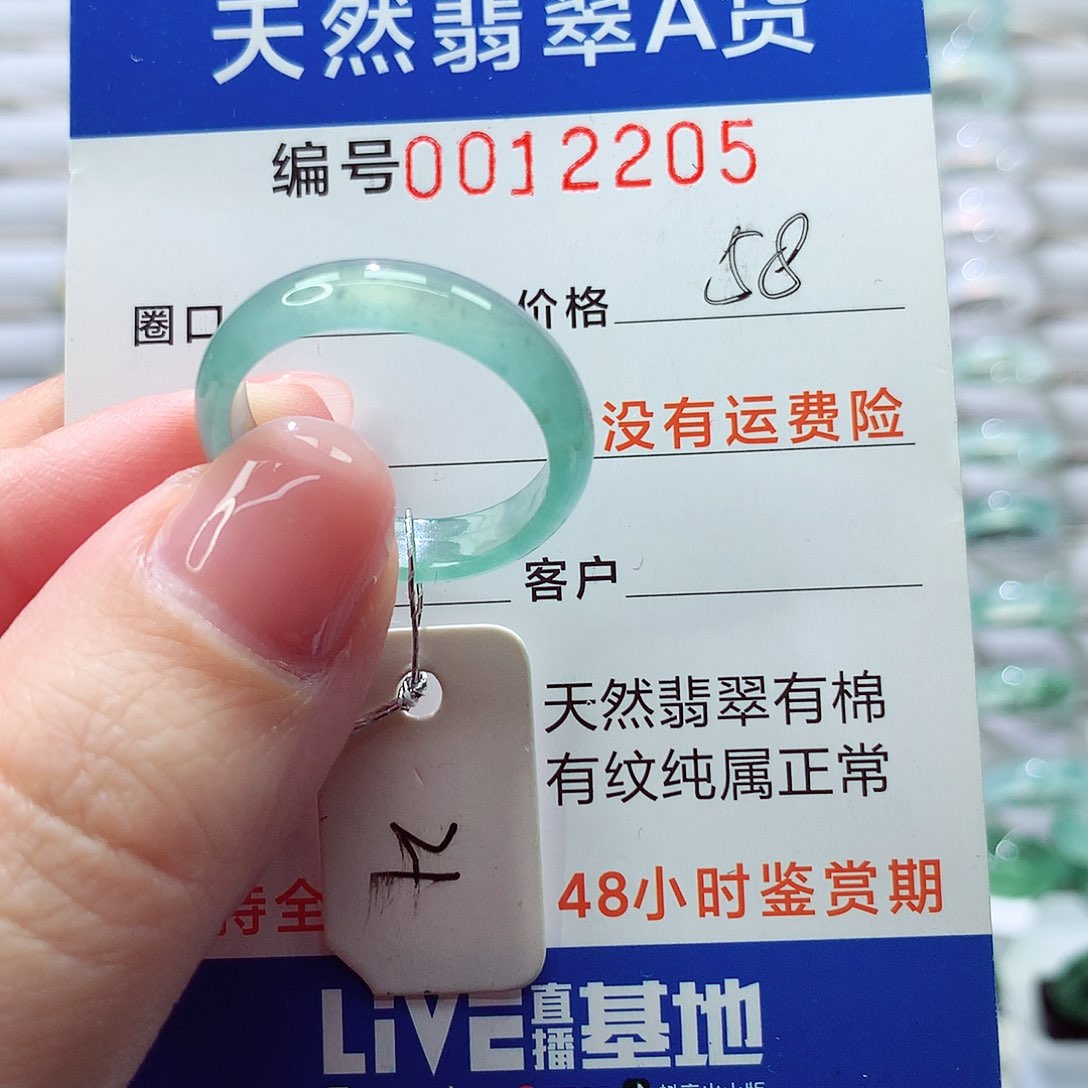 天然翡翠A货
编号0012205
圈口 价格 58
没有运费险
客户
天然翡翠有棉
有纹纯属正常
持全 48小时鉴赏期
LiVE直播基地